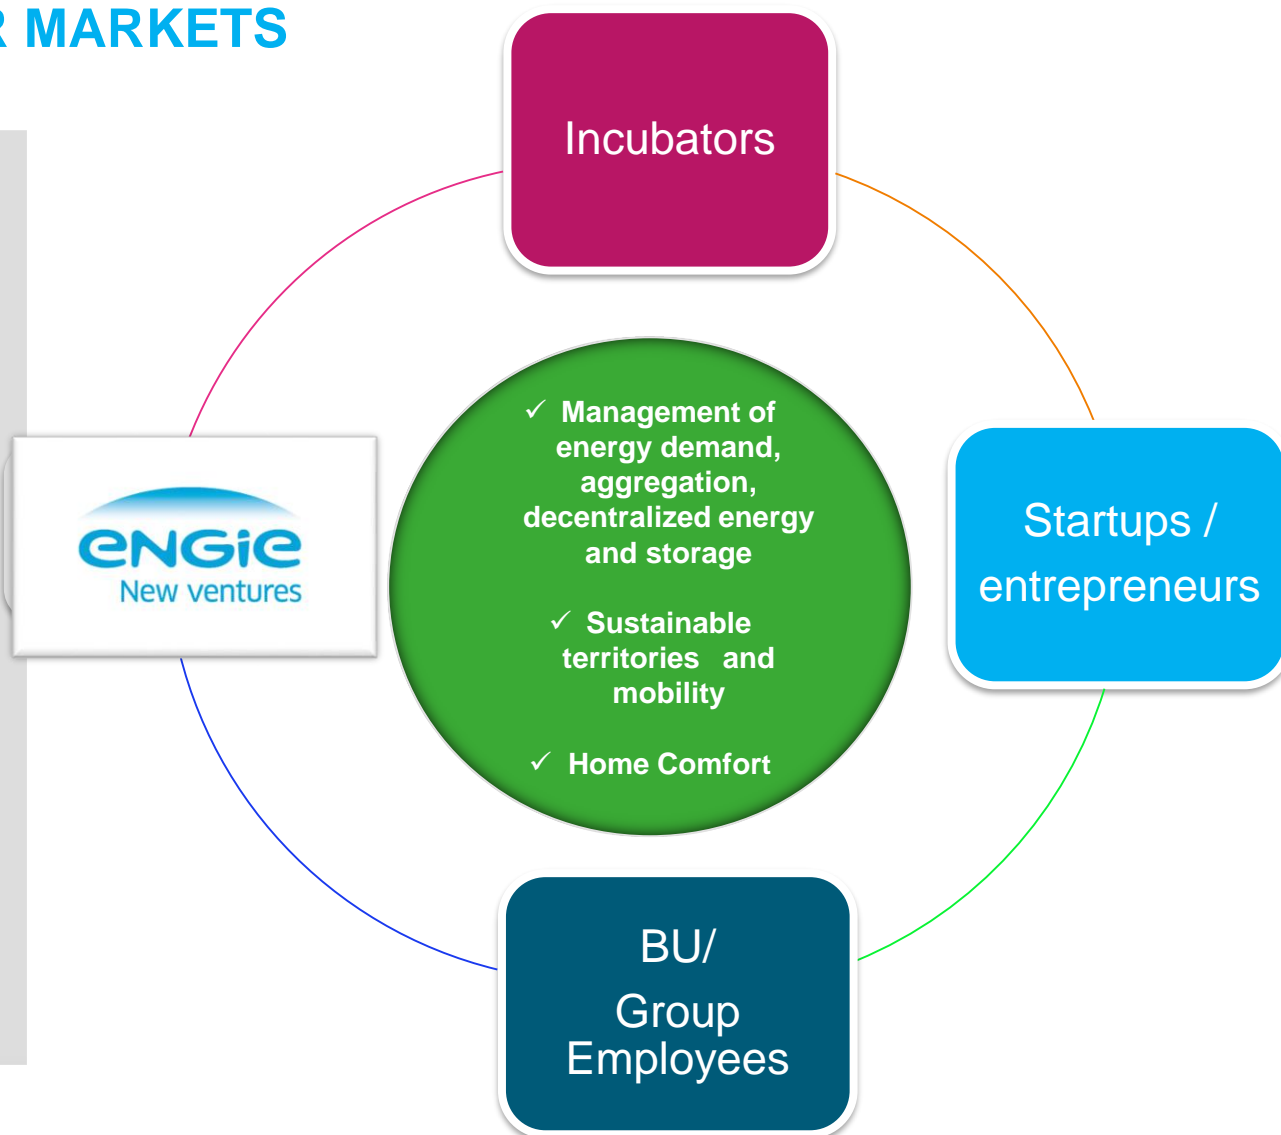 R MARKETS
Incubators
✓ Management of
energy demand,
aggregation,
decentralized energy
and storage
✓ Sustainable
territories and
mobility
✓ Home Comfort
ENGIE
New ventures
Startups /
entrepreneurs
BU/
Group
Employees